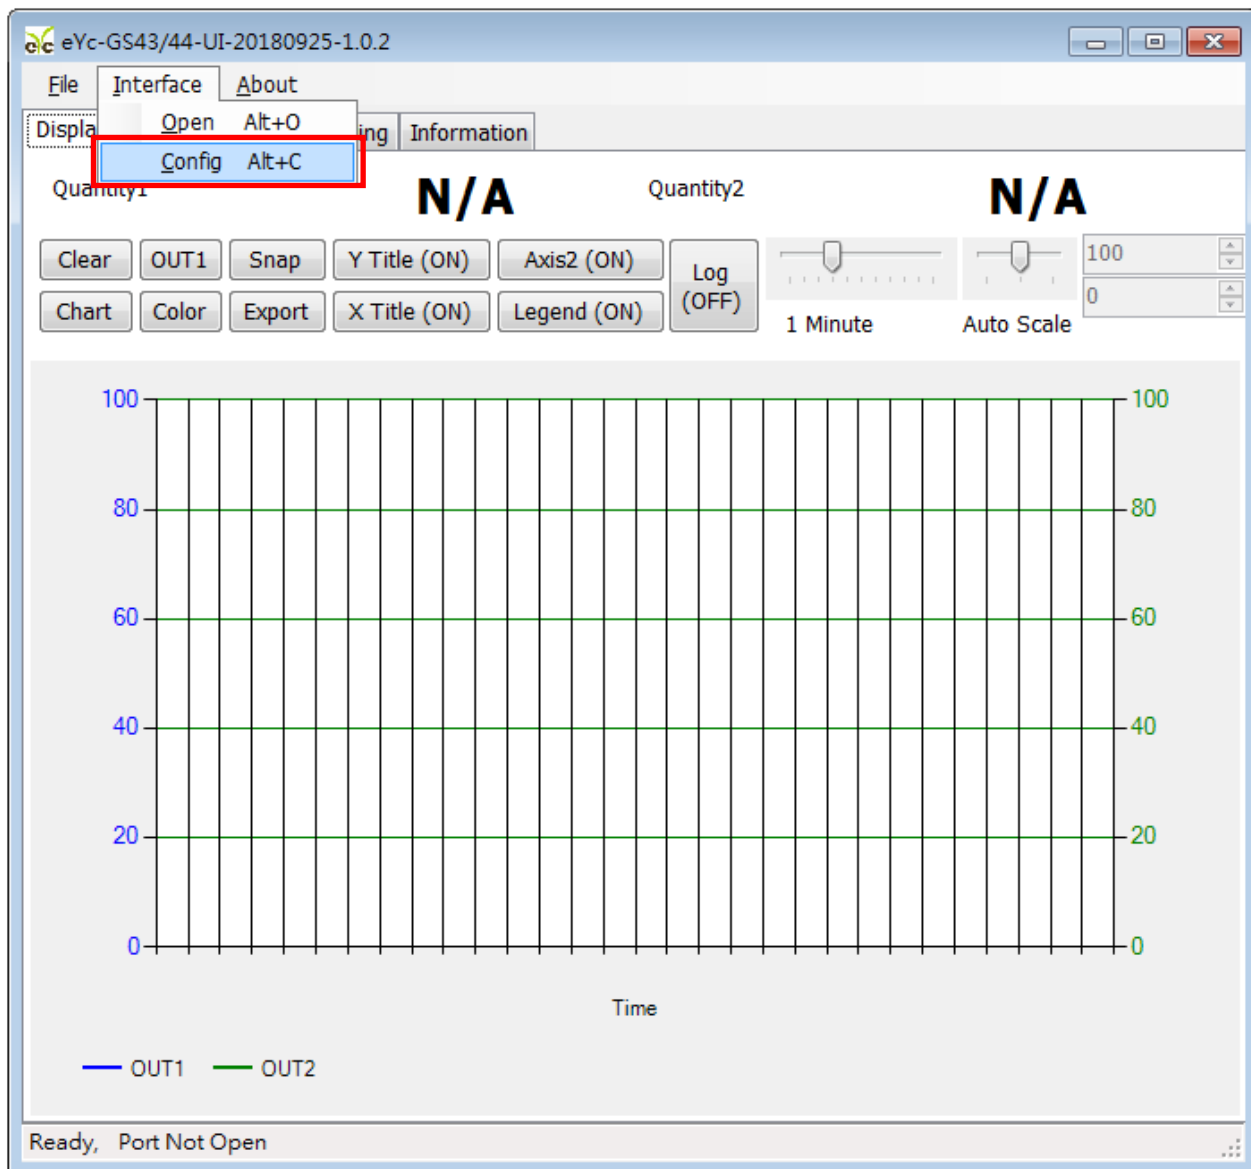 eYc eYc-GS43/44-UI-20180925-1.0.2
File Interface About
Open Alt+O
Information
Config Alt+C
Quantity1 N/A Quantity2 N/A
Clear OUT1 Snap Y Title (ON) Axis2 (ON) Log (OFF) 100
Chart Color Export X Title (ON) Legend (ON) 0
1 Minute Auto Scale
100 100
80 80
60 60
40 40
20 20
0 0
Time
OUT1 OUT2
Ready, Port Not Open